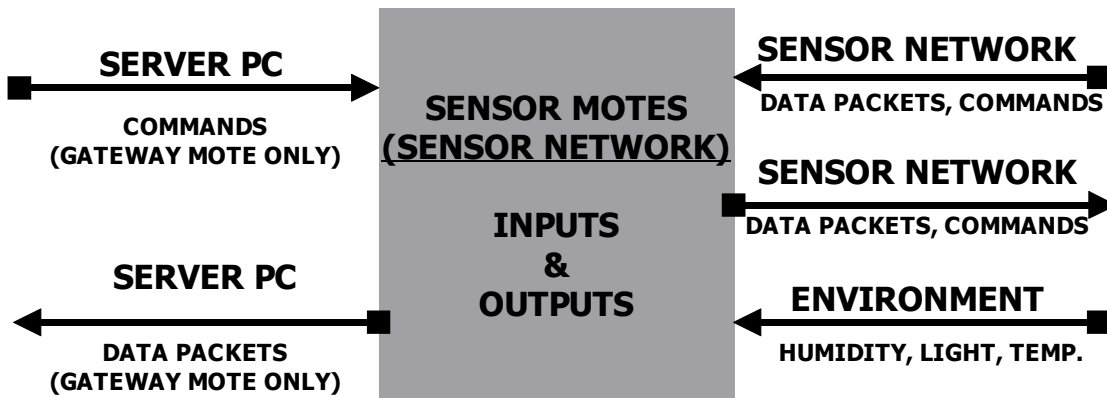 SERVER PC
COMMANDS
(GATEWAY MOTE ONLY)
SERVER PC
DATA PACKETS
(GATEWAY MOTE ONLY)
SENSOR MOTES
(SENSOR NETWORK)
INPUTS
&
OUTPUTS
SENSOR NETWORK
DATA PACKETS, COMMANDS
SENSOR NETWORK
DATA PACKETS, COMMANDS
ENVIRONMENT
HUMIDITY, LIGHT, TEMP.